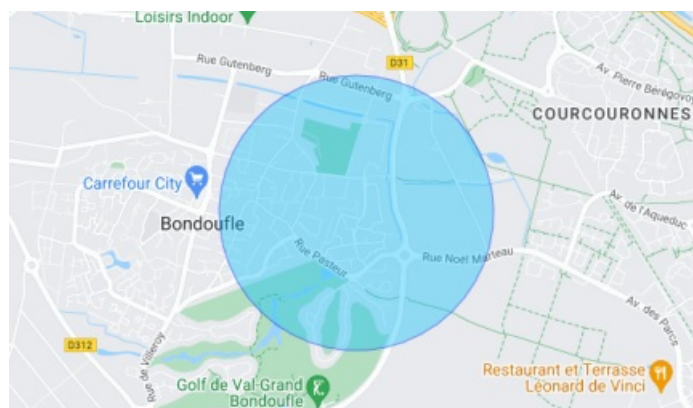 Loisirs Indoor
Rue Gutenberg
D31
Rue Gutenberg
Av. Pierre Bérégovoy
COURCOURONNES
Carrefour City
Bondoufle
Av. de l'Aqueduc
Rue Pasteur
Rue Noël Marteau
Av. des Parcs
D312
Rue de Villeroy
Golf de Val-Grand
Bondoufle
Restaurant et Terrasse
Léonard de Vinci